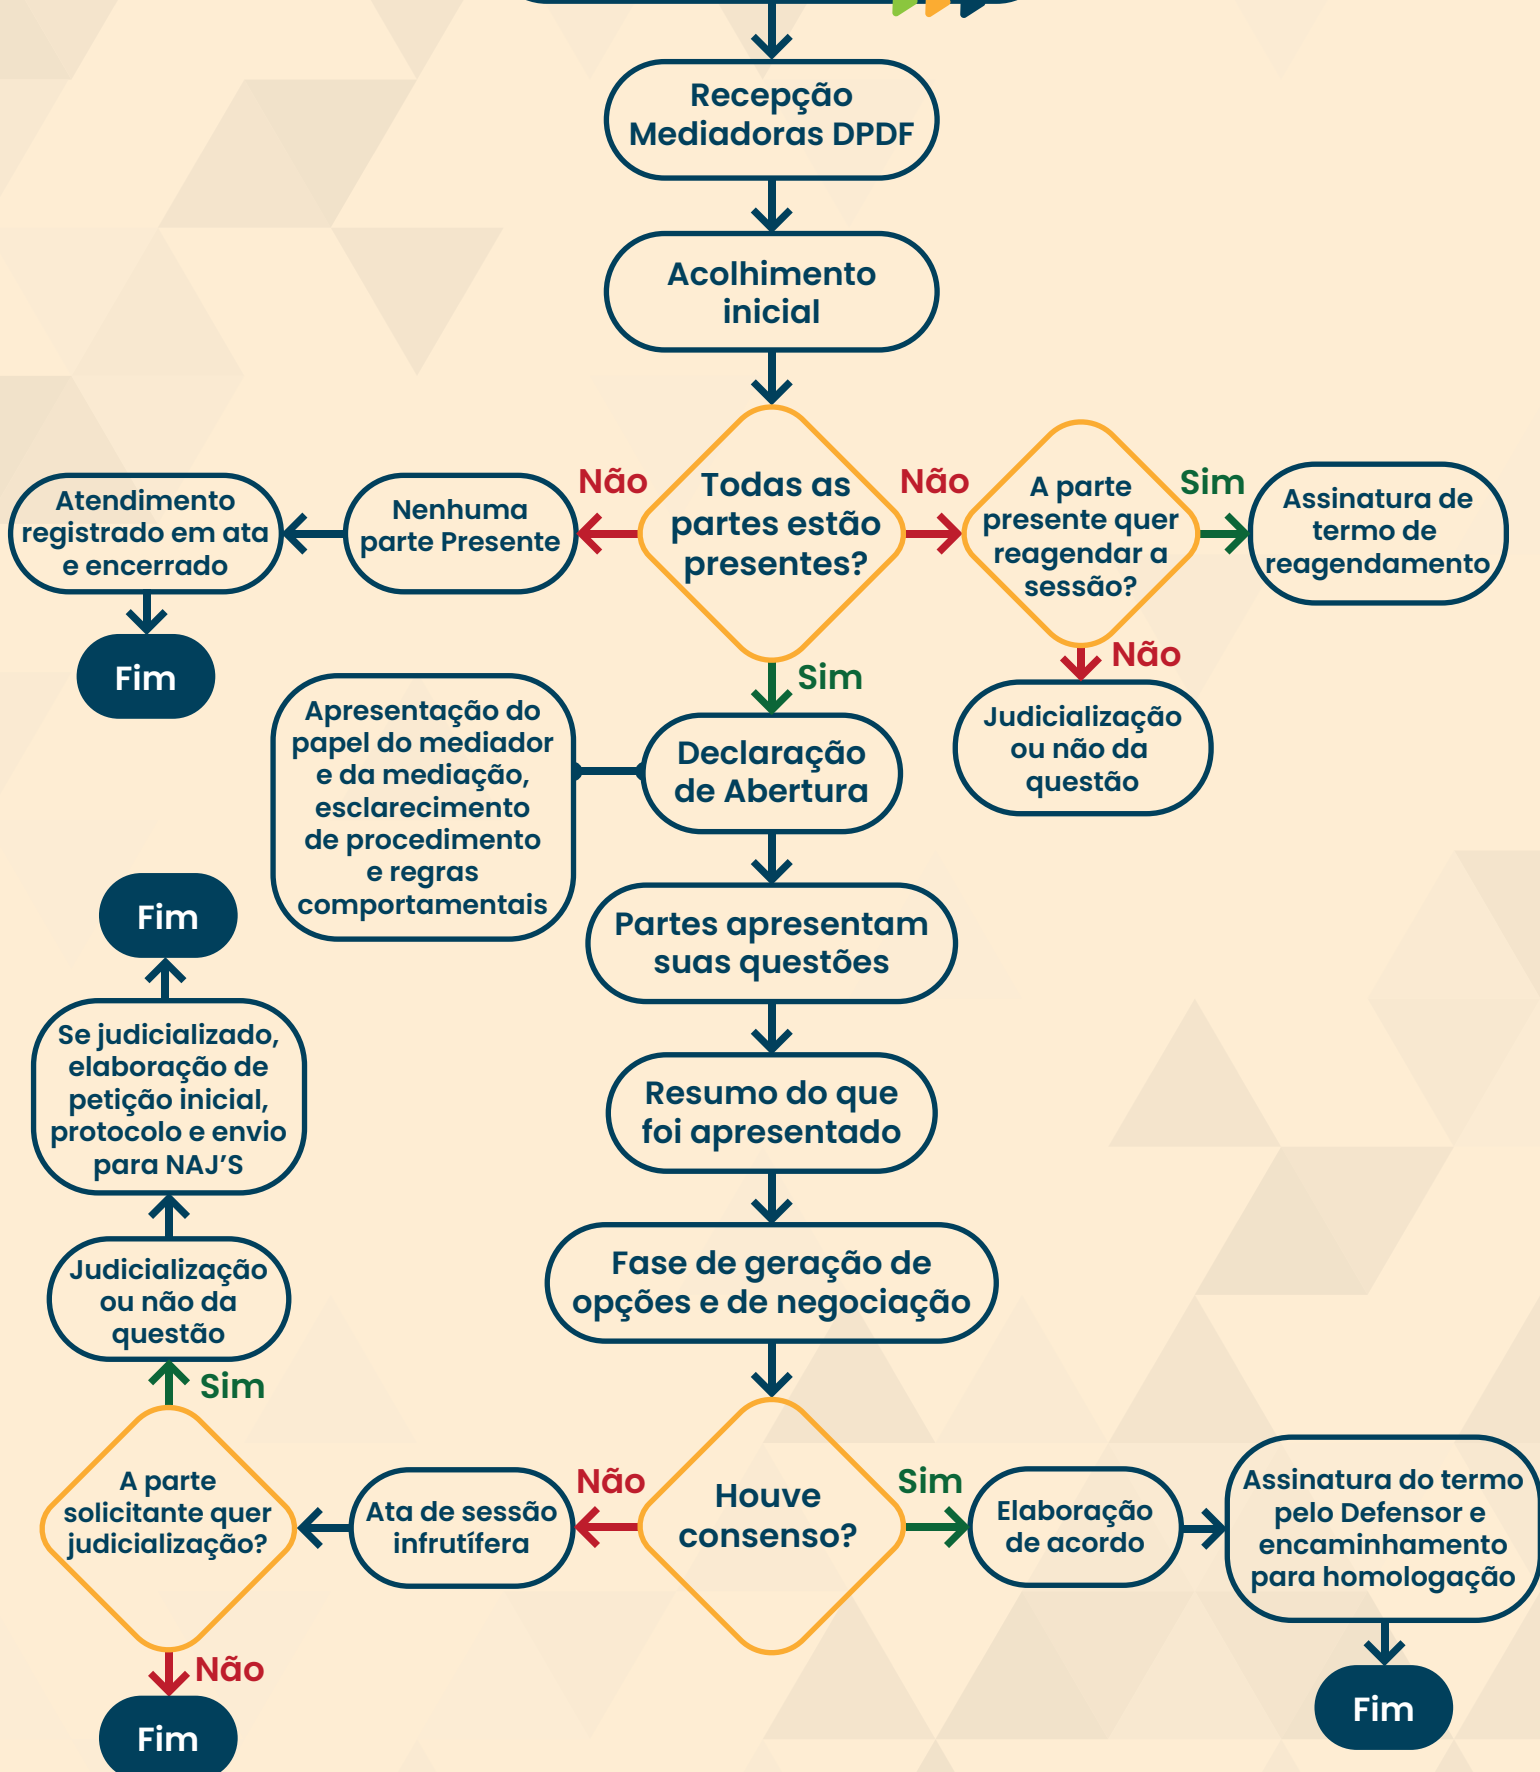 Recepção
Mediadoras DPDF
Acolhimento
inicial
Todas as
partes estão
presentes?
Não
Nenhuma
parte Presente
Atendimento
registrado em ata
e encerrado
Fim
Não
A parte
presente quer
reagendar a
sessão?
Sim
Assinatura de
termo de
reagendamento
Não
Judicialização
ou não da
questão
Sim
Declaração
de Abertura
Apresentação do
papel do mediador
e da mediação,
esclarecimento
de procedimento
e regras
comportamentais
Partes apresentam
suas questões
Resumo do que
foi apresentado
Fase de geração de
opções e de negociação
Houve
consenso?
Sim
Elaboração
de acordo
Assinatura do termo
pelo Defensor e
encaminhamento
para homologação
Fim
Não
Ata de sessão
infrutífera
A parte
solicitante quer
judicialização?
Sim
Judicialização
ou não da
questão
Se judicializado,
elaboração de
petição inicial,
protocolo e envio
para NAJ’S
Fim
Não
Fim